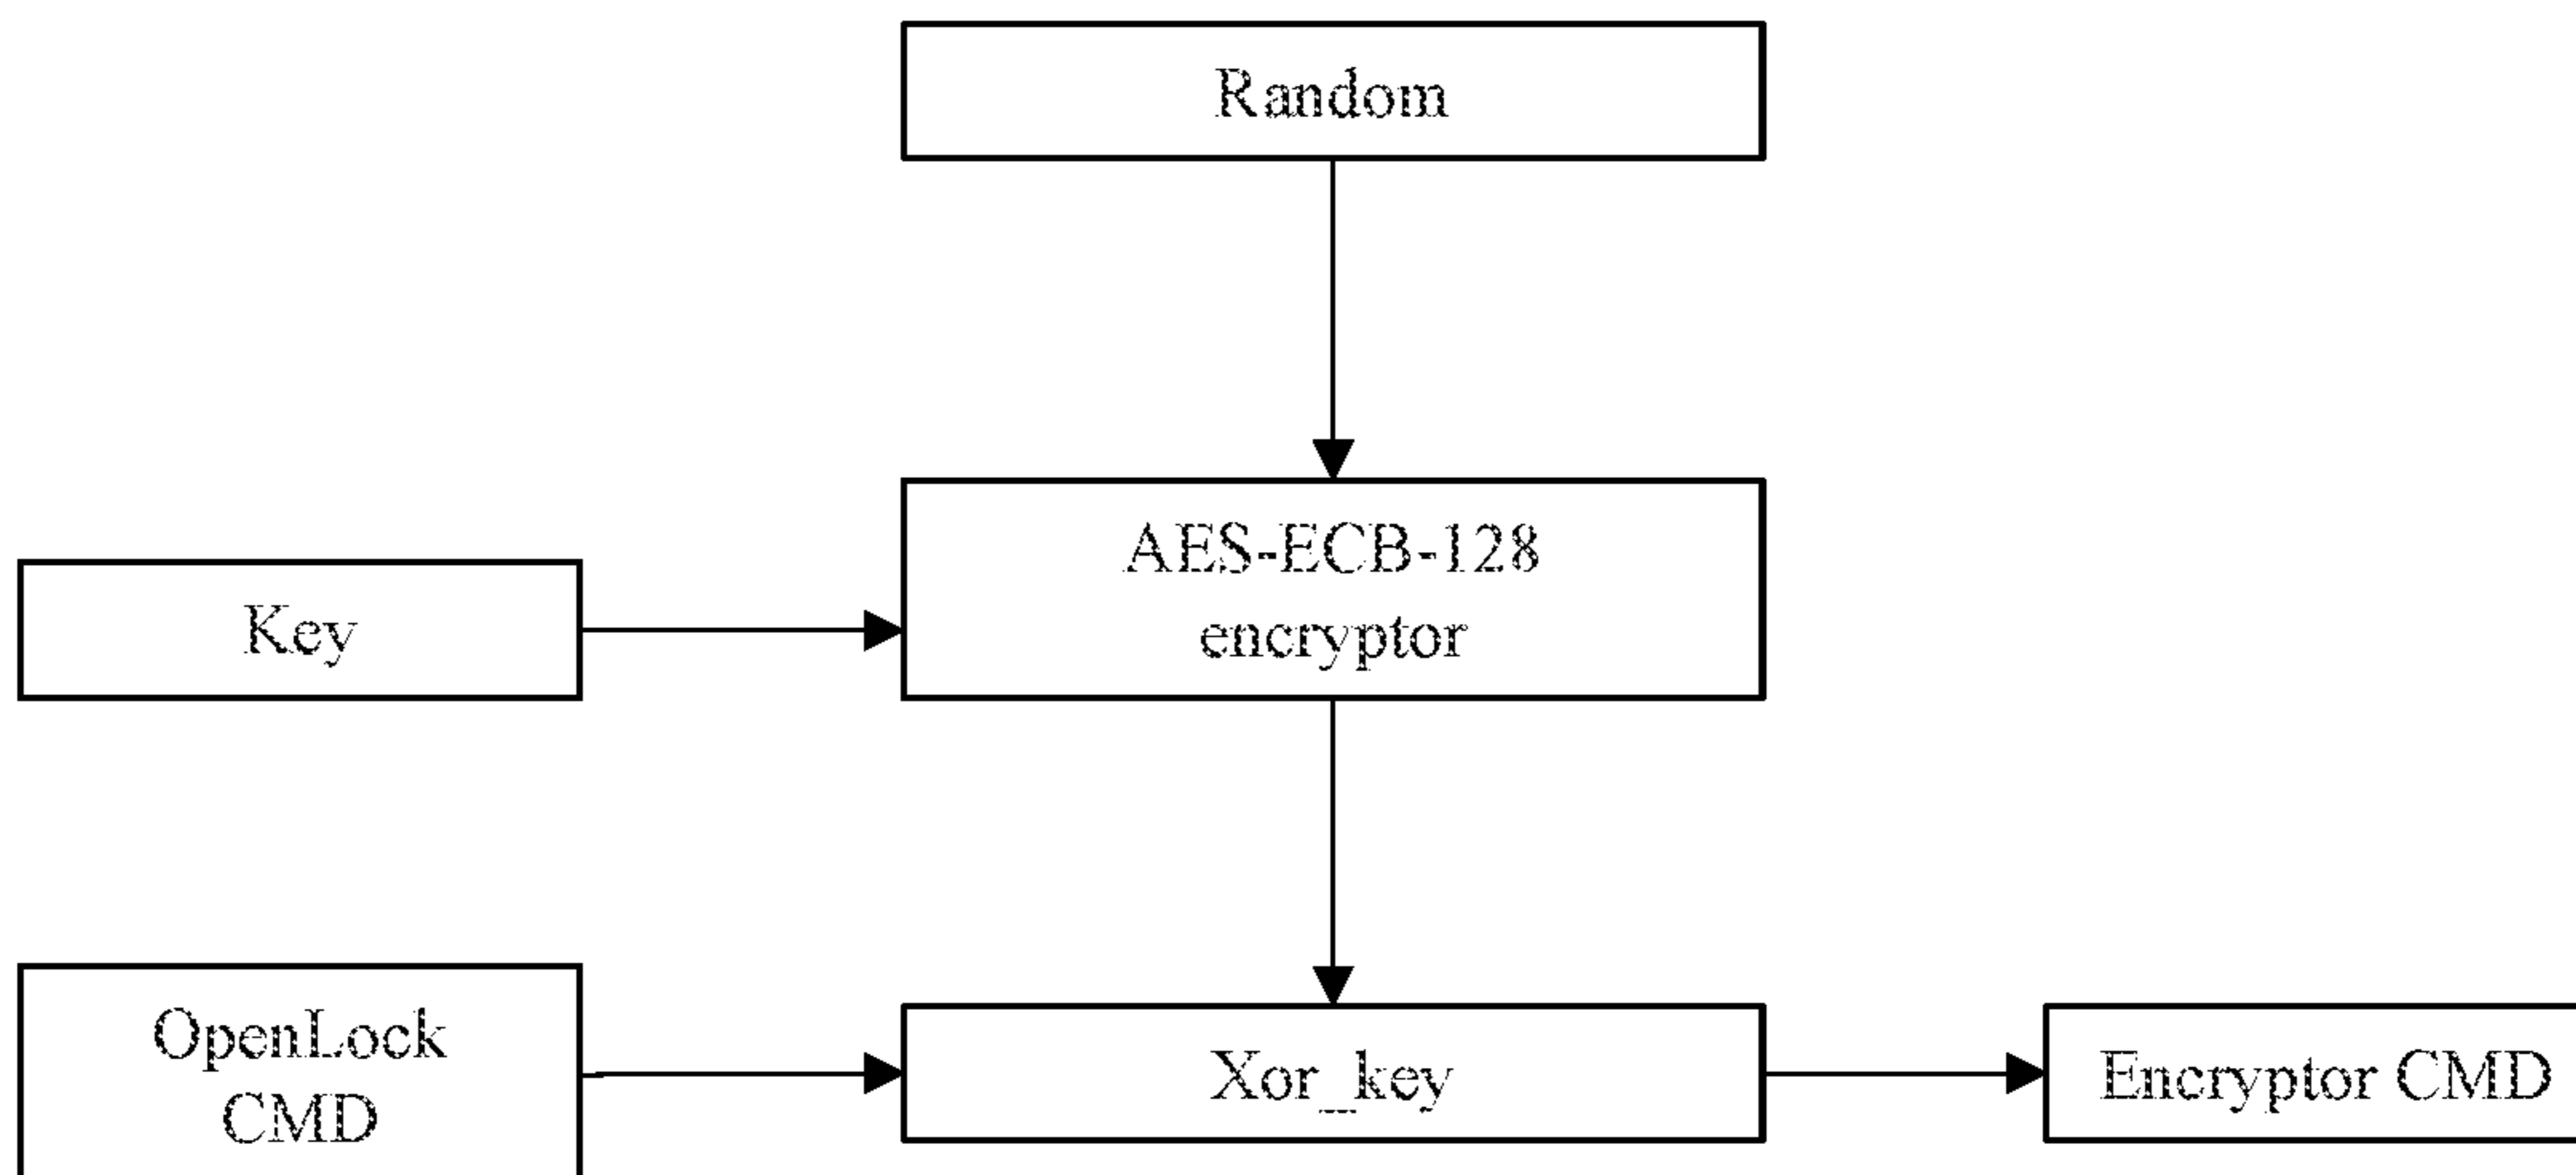 Random
AES-ECB-128
encryptor
Key
OpenLock
CMD
Xor_key
Encryptor CMD